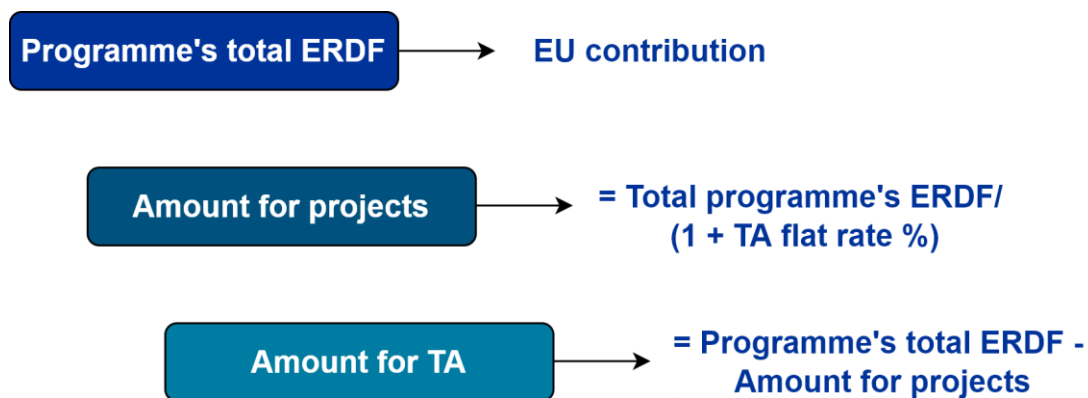 Programme's total ERDF
EU contribution
Amount for projects
= Total programme's ERDF/
(1 + TA flat rate %)
Amount for TA
= Programme's total ERDF -
Amount for projects